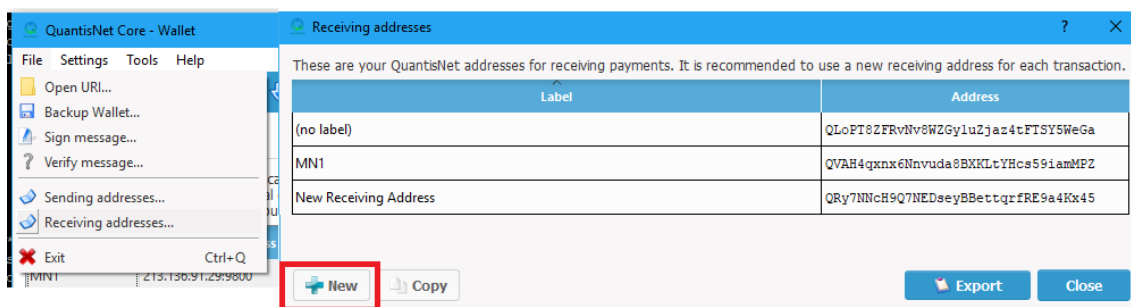 QuantisNet Core - Wallet
File Settings Tools Help
Open URI...
Backup Wallet...
Sign message...
Verify message...
Sending addresses...
Receiving addresses...
Exit Ctrl+Q
MN1 213.136.91.29:9800
Receiving addresses
These are your QuantisNet addresses for receiving payments. It is recommended to use a new receiving address for each transaction.
Label Address
(no label) QLoPT8ZFRvNv8WZGy1uZjaz4tFTSY5WeGa
MN1 QVAH4qxnx6Nnvuda8BXKLtYHcs59iamMPZ
New Receiving Address QRy7NNcH9Q7NEDseyBBettqrfRE9a4Kx45
New Copy Export Close